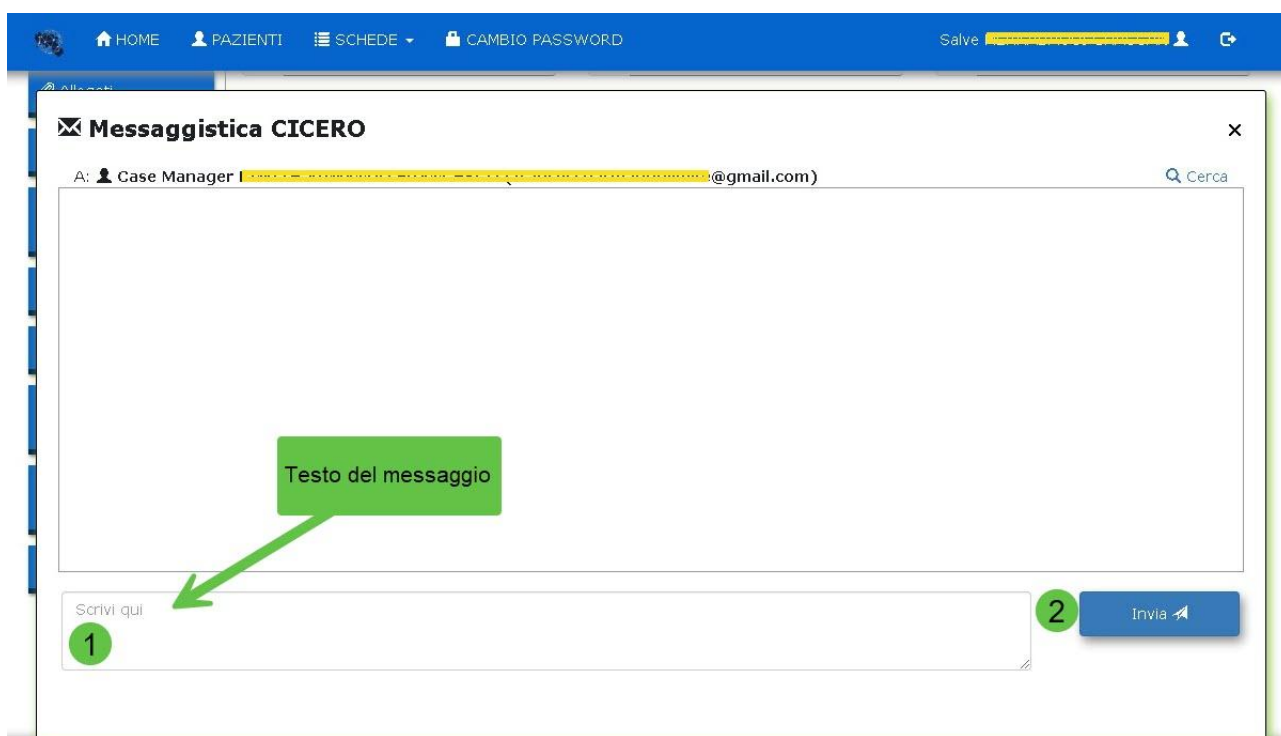 HOME PAZIENTI SCHEDE CAMBIO PASSWORD Salve
Allegati
Messaggistica CICERO ×
A: Case Manager @gmail.com) Cerca
Testo del messaggio
Scrivi qui
1
2 Invia